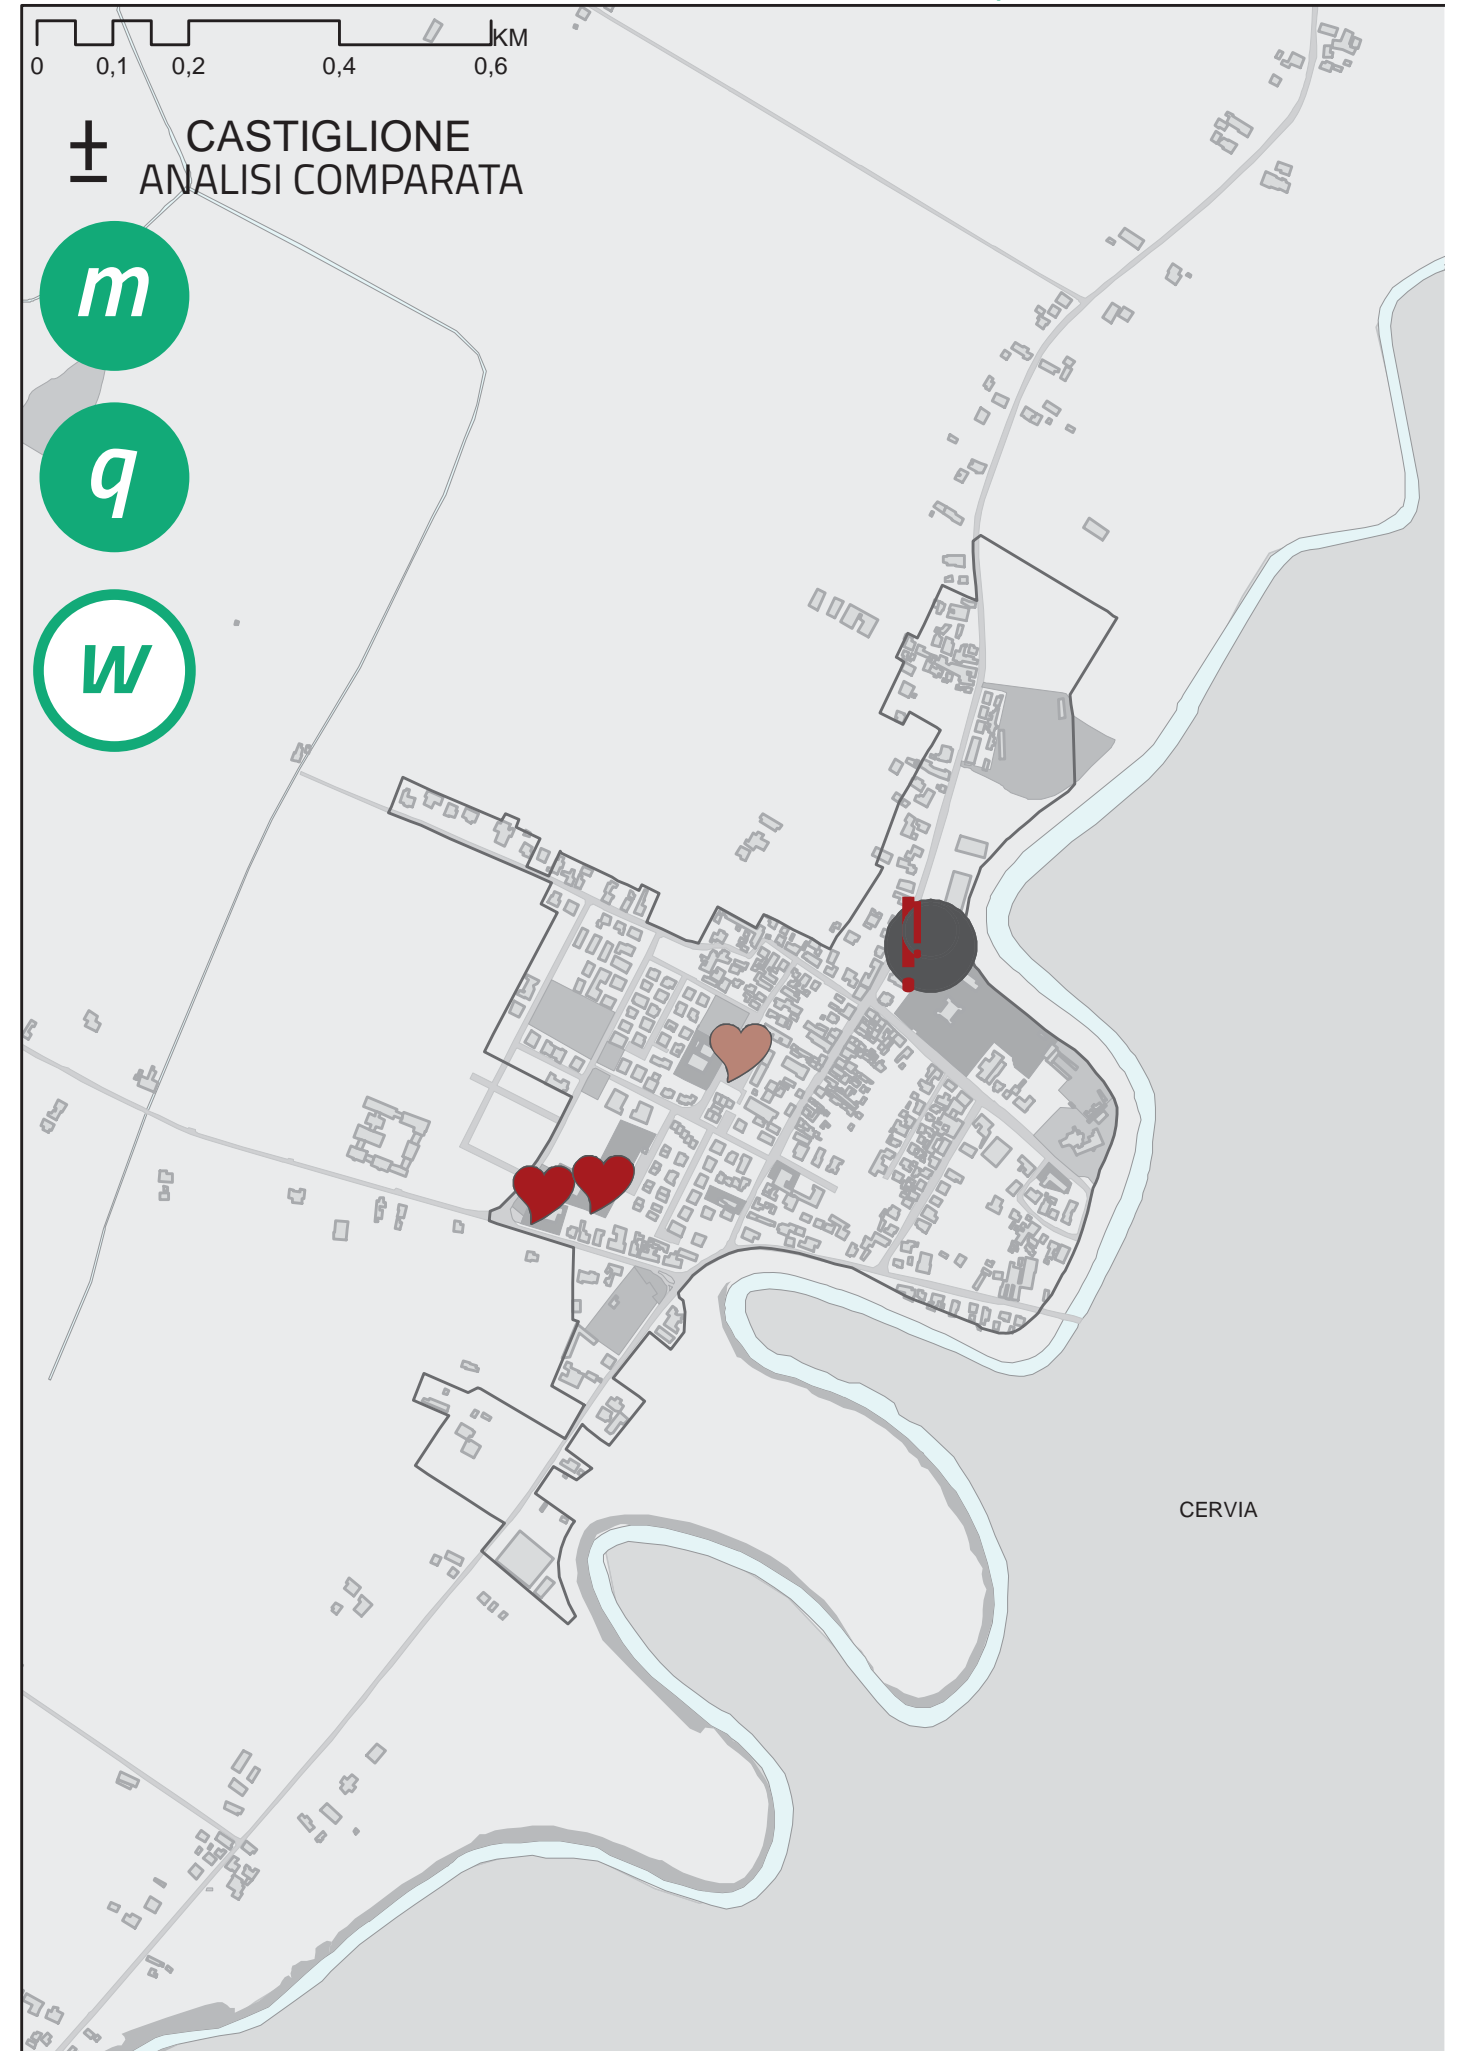 KM
0 0,1 0,2 0,4 0,6
CASTIGLIONE
ANALISI COMPARATA
m
q
w
!
CERVIA